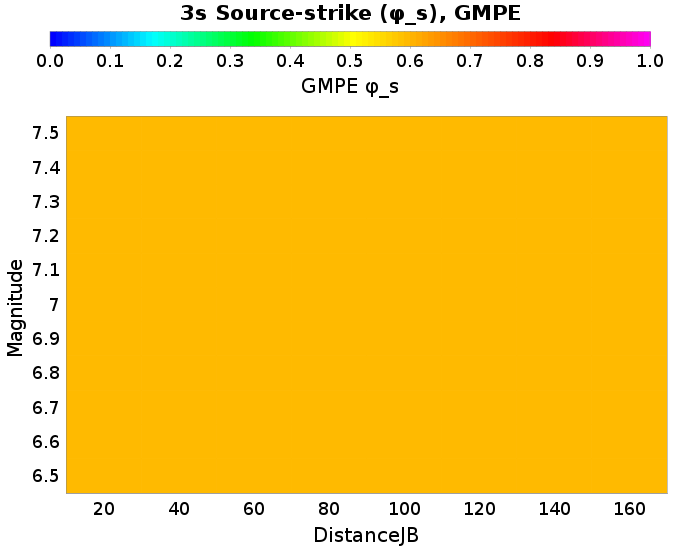 3s Source-strike (φ_s), GMPE
0.0 0.1 0.2 0.3 0.4 0.5 0.6 0.7 0.8 0.9 1.0
GMPE φ_s
7.5
7.4
7.3
7.2
7.1
7
6.9
6.8
6.7
6.6
6.5
Magnitude
20 40 60 80 100 120 140 160
DistanceJB